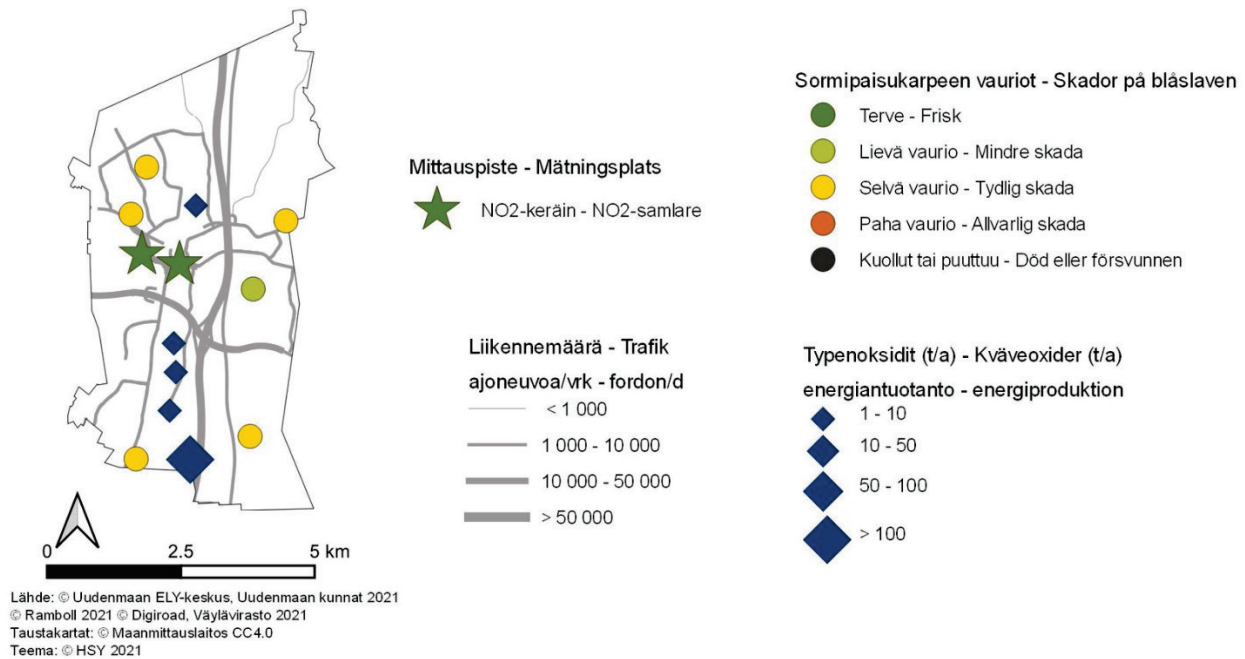 Sormipaisukarpeen vauriot - Skador på blåslaven
Terve - Frisk
Lievä vaurio - Mindre skada
Selvä vaurio - Tydlig skada
Paha vaurio - Allvarlig skada
Kuollut tai puuttuu - Död eller försvunnen
Mittauspiste - Mätningsplats
NO2-keräin - NO2-samlare
Liikennemäärä - Trafik
ajoneuvoa/vrk - fordon/d
< 1 000
1 000 - 10 000
10 000 - 50 000
> 50 000
Typenoksidit (t/a) - Kväveoxider (t/a)
energiantuotanto - energiproduktion
1 - 10
10 - 50
50 - 100
> 100
0 2.5 5 km
Lähde: © Uudenmaan ELY-keskus, Uudenmaan kunnat 2021
© Ramboll 2021 © Digiroad, Väylävirasto 2021
Taustakartat: © Maanmittauslaitos CC4.0
Teema: © HSY 2021